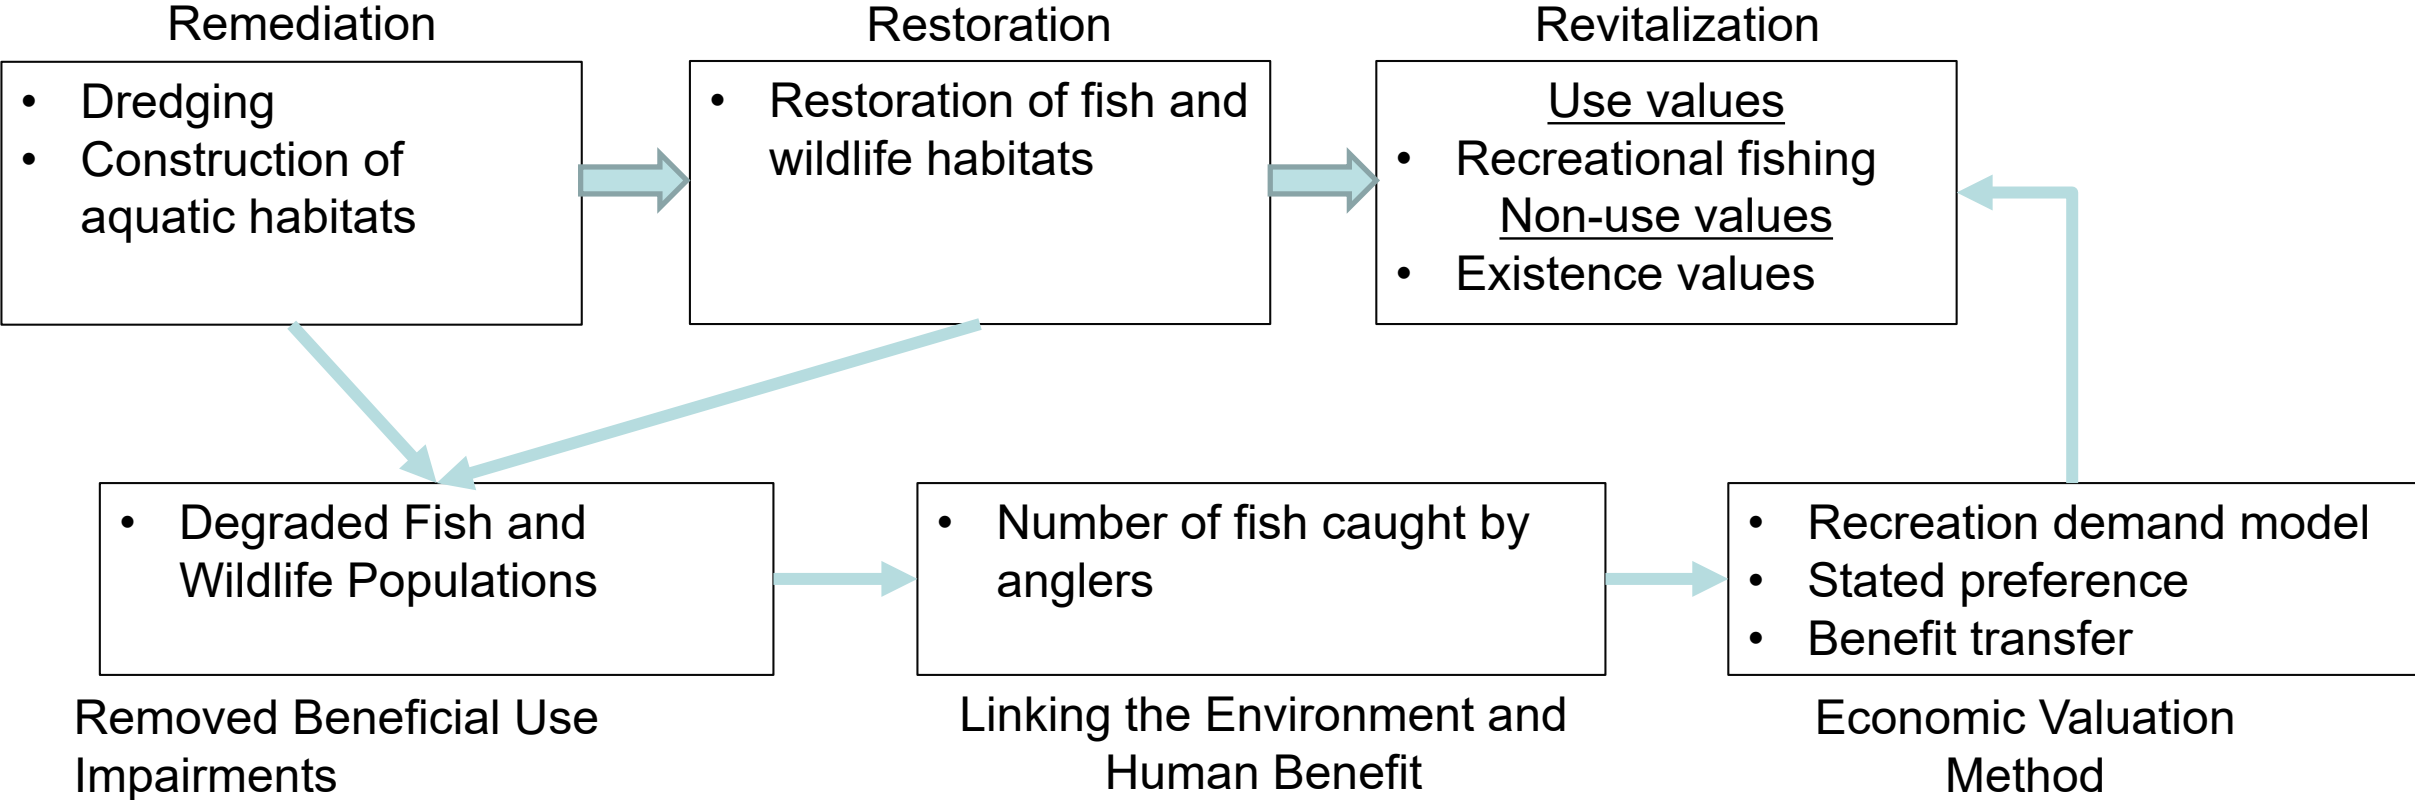 Remediation
• Dredging
• Construction of
aquatic habitats
Restoration
• Restoration of fish and
wildlife habitats
Revitalization
Use values
• Recreational fishing
Non-use values
• Existence values
• Degraded Fish and
Wildlife Populations
Removed Beneficial Use
Impairments
• Number of fish caught by
anglers
Linking the Environment and
Human Benefit
• Recreation demand model
• Stated preference
• Benefit transfer
Economic Valuation
Method